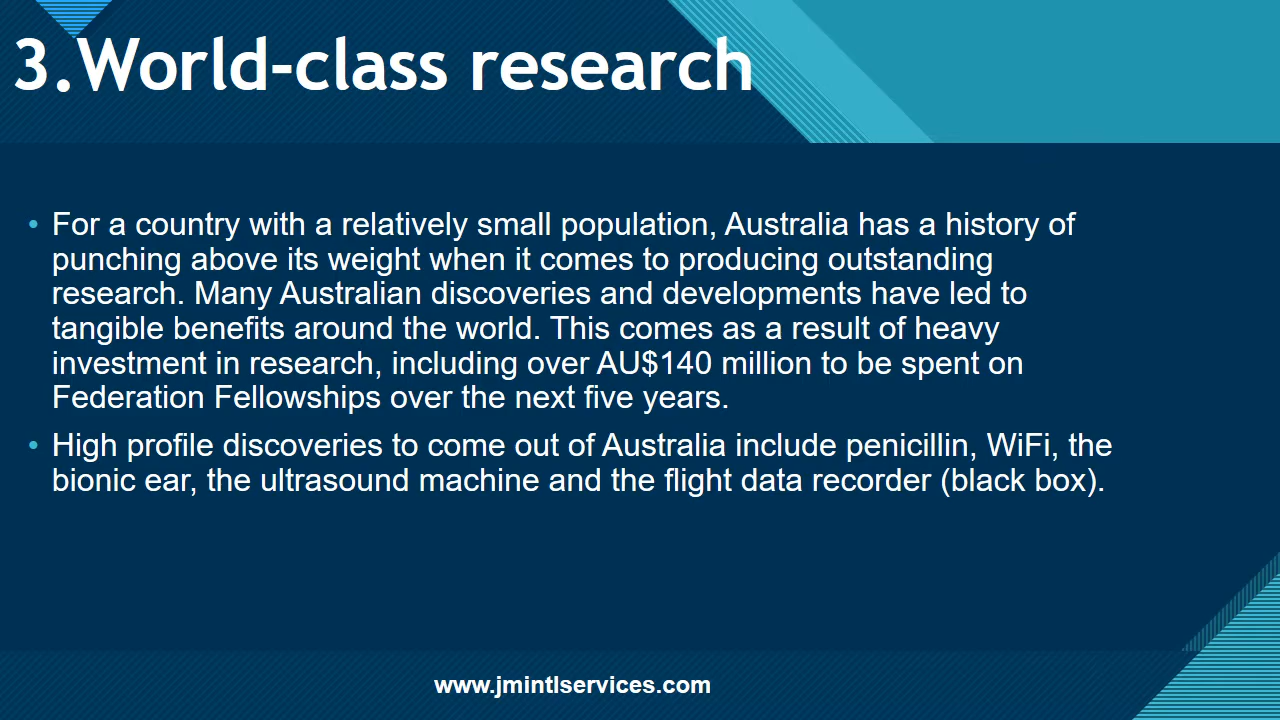 3.World-class research
• For a country with a relatively small population, Australia has a history of
punching above its weight when it comes to producing outstanding
research. Many Australian discoveries and developments have led to
tangible benefits around the world. This comes as a result of heavy
investment in research, including over AU$140 million to be spent on
Federation Fellowships over the next five years.
• High profile discoveries to come out of Australia include penicillin, WiFi, the
bionic ear, the ultrasound machine and the flight data recorder (black box).
www.jmintlservices.com